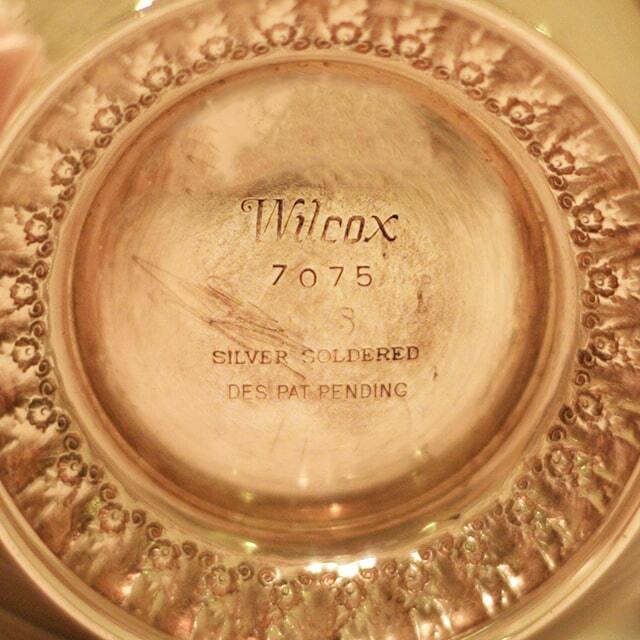 Wilcox
7075
S
SILVER SOLDERED
DES. PAT. PENDING